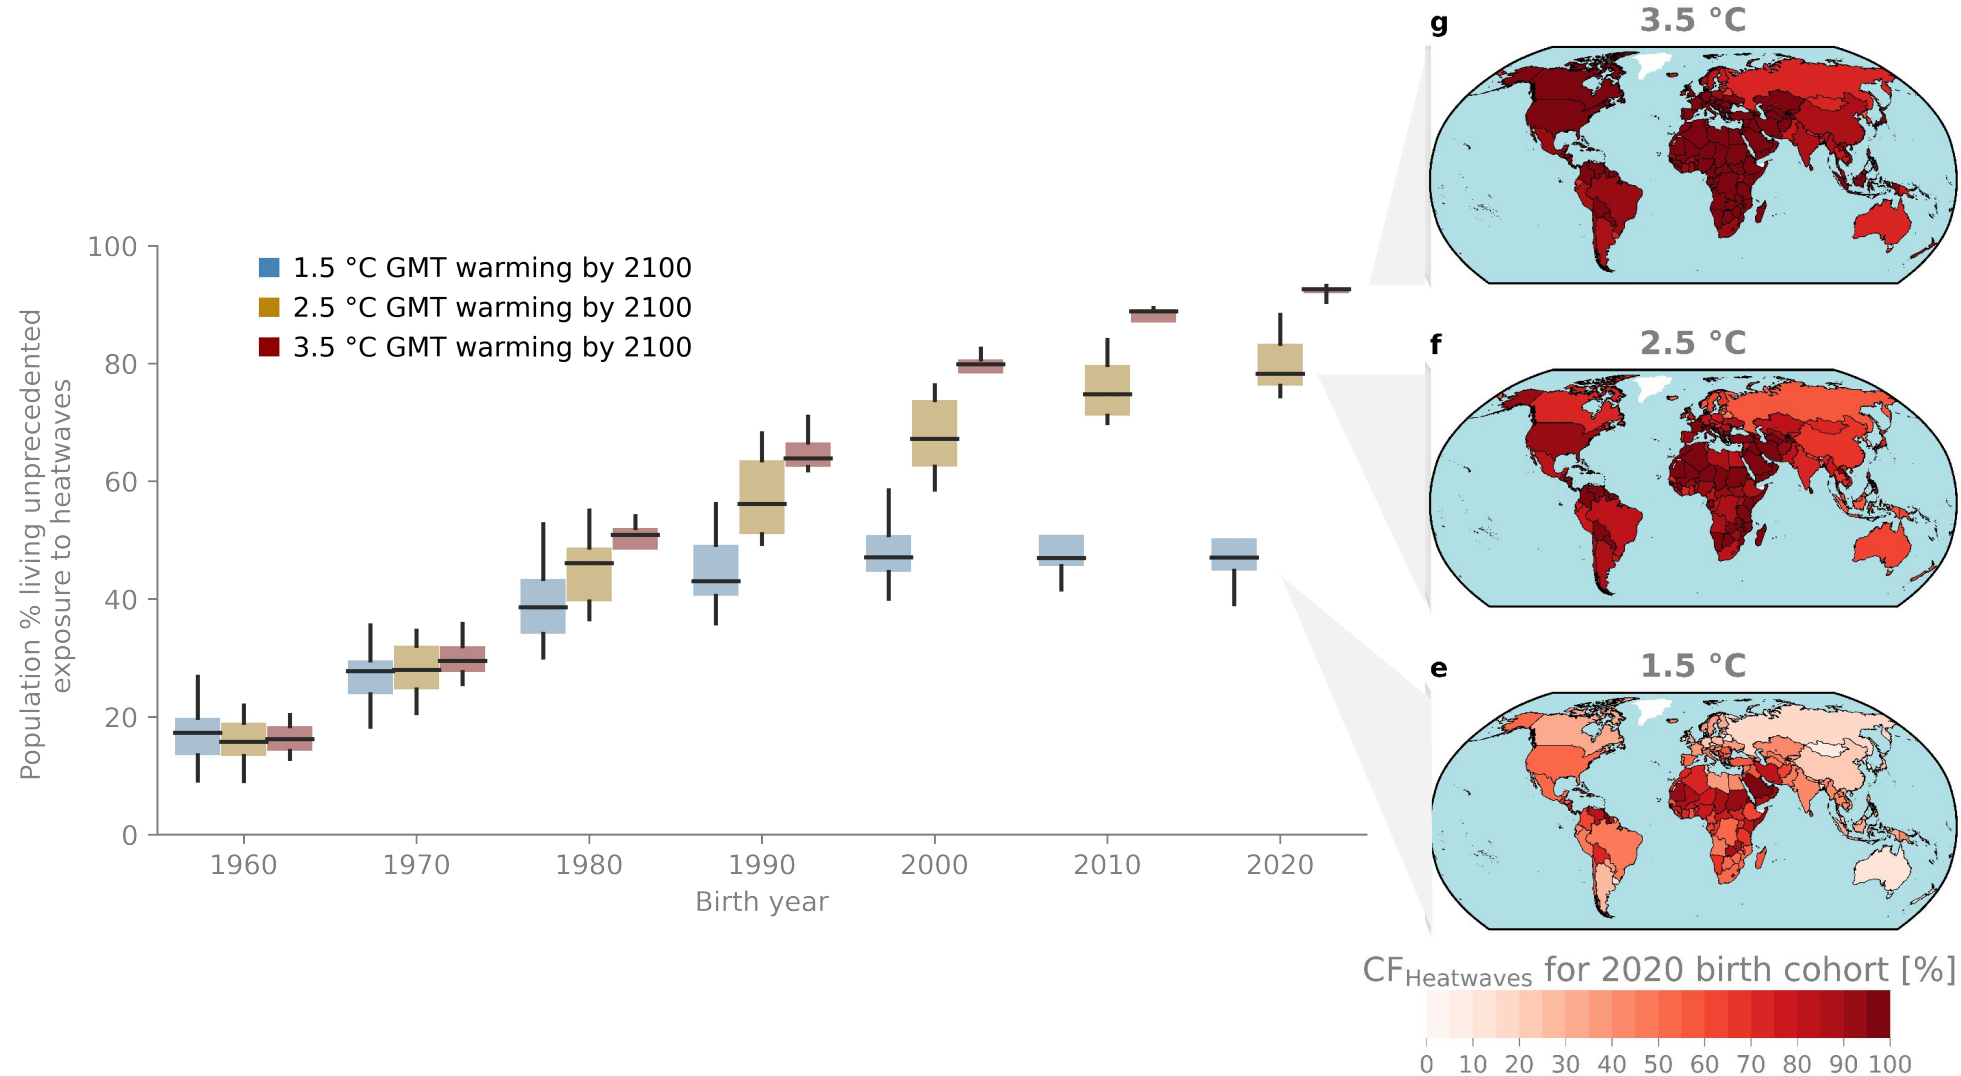 g
3.5 °C
100
80
60
40
20
0
Population % living unprecedented
exposure to heatwaves
1.5 °C GMT warming by 2100
2.5 °C GMT warming by 2100
3.5 °C GMT warming by 2100
1960 1970 1980 1990 2000 2010 2020
Birth year
f
2.5 °C
e
1.5 °C
CF_Heatwaves for 2020 birth cohort [%]
0 10 20 30 40 50 60 70 80 90 100